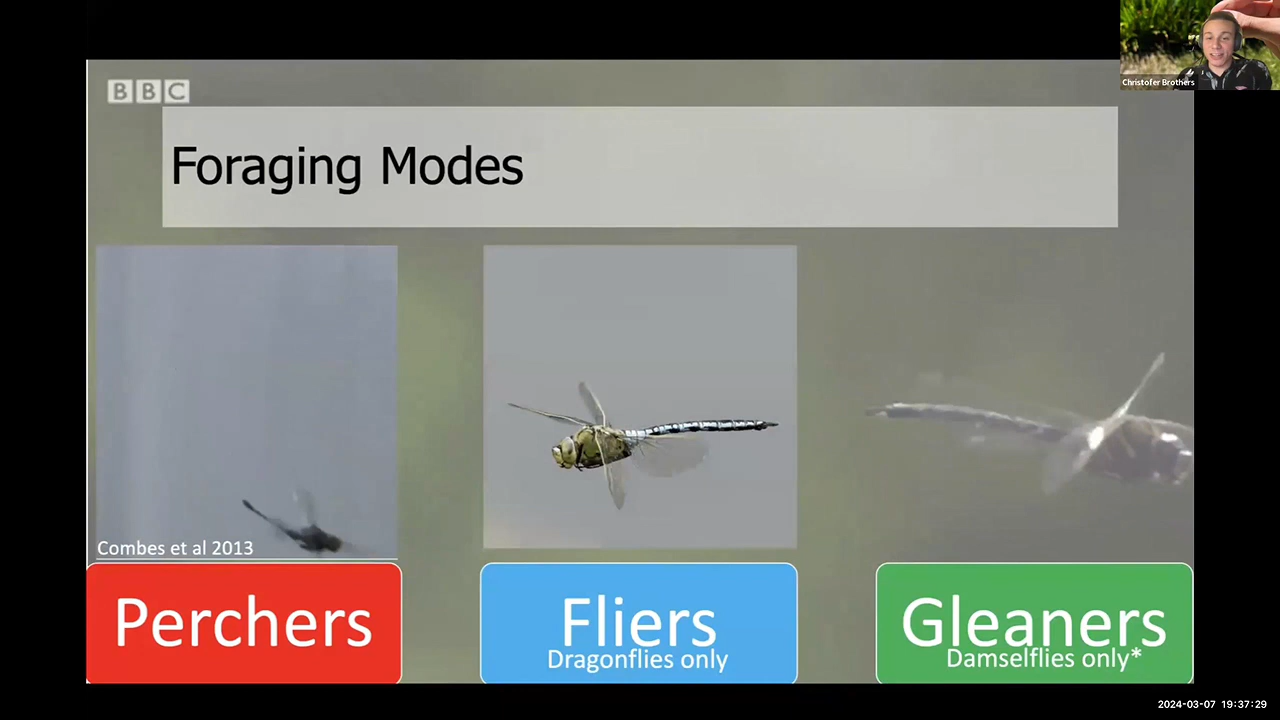 BBC
Christofer Brothers
Foraging Modes
Combes et al 2013
Perchers
Fliers
Dragonflies only
Gleaners
Damselflies only*
2024-03-07 19:37:29